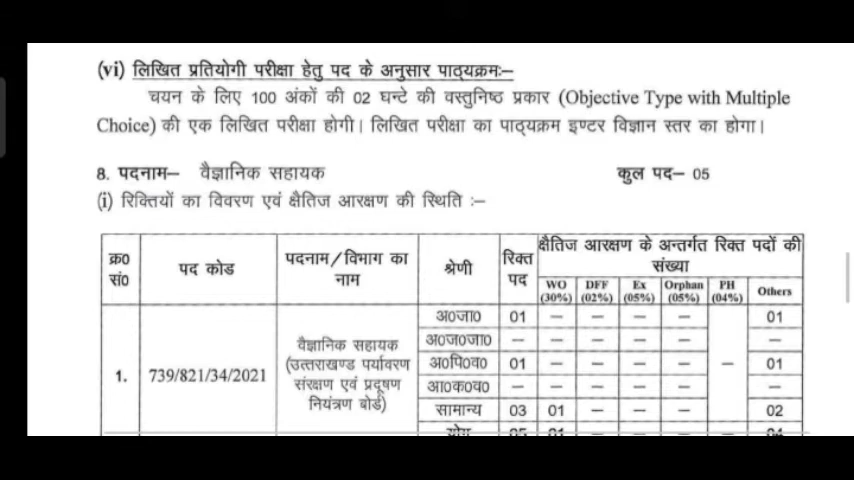 (vi) लिखित प्रतियोगी परीक्षा हेतु पद के अनुसार पाठ्यक्रमः–
चयन के लिए 100 अंकों की 02 घन्टे की वस्तुनिष्ठ प्रकार (Objective Type with Multiple
Choice) की एक लिखित परीक्षा होगी। लिखित परीक्षा का पाठ्यक्रम इण्टर विज्ञान स्तर का होगा।
8. पदनाम– वैज्ञानिक सहायक कुल पद– 05
(i) रिक्तियों का विवरण एवं क्षैतिज आरक्षण की स्थिति :–
क्र0 सं0 पद कोड पदनाम/विभाग का नाम श्रेणी रिक्त पद क्षैतिज आरक्षण के अन्तर्गत रिक्त पदों की संख्या
WO (30%) DFF (02%) Ex (05%) Orphan (05%) PH (04%) Others
1. 739/821/34/2021 वैज्ञानिक सहायक (उत्तराखण्ड पर्यावरण संरक्षण एवं प्रदूषण नियंत्रण बोर्ड)
अ0जा0 01 – – – – – 01
अ0ज0जा0 – – – – – –
अ0पि0व0 01 – – – – 01
आ0क0व0 – – – – – –
सामान्य 03 01 – – – 02
योग 05 01 – – – 04